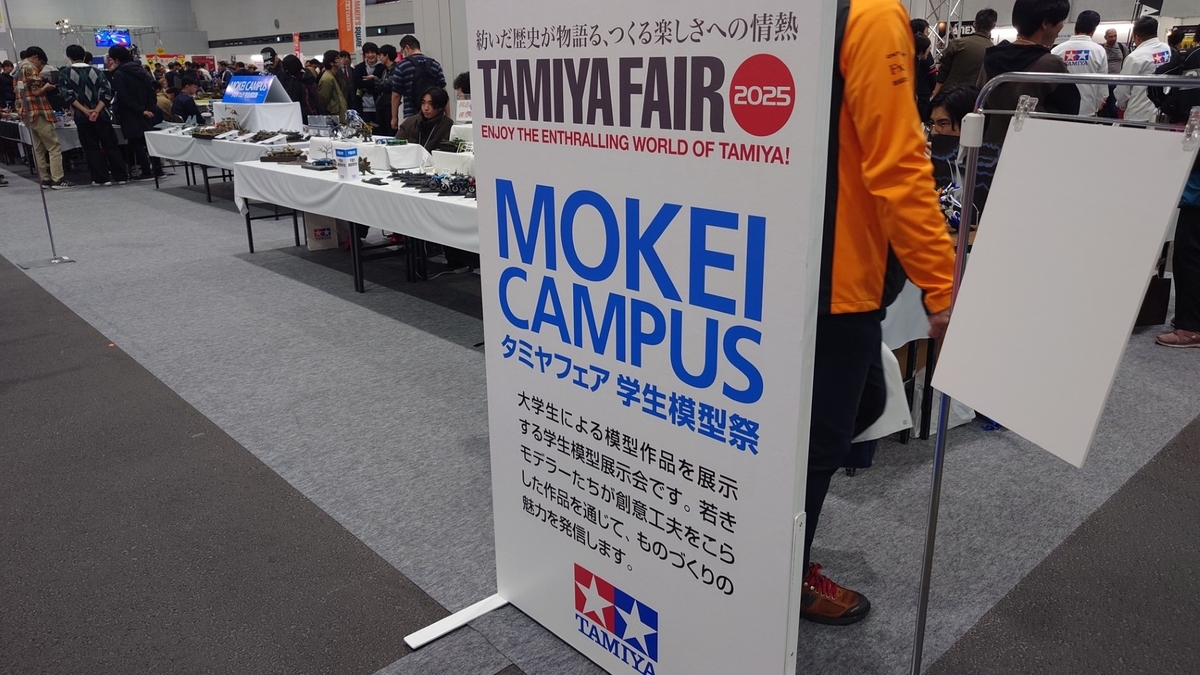 紡いだ歴史が物語る、つくる楽しさへの情熱
TAMIYA FAIR 2025
ENJOY THE ENTHRALLING WORLD OF TAMIYA!
MOKEI
CAMPUS
タミヤフェア 学生模型祭
大学生による模型作品を展示
する学生模型展示会です。若き
モデラーたちが創意工夫をこら
した作品を通じて、ものづくりの
魅力を発信します。
TAMIYA
MOKEI CAMPUS
TAMIYA